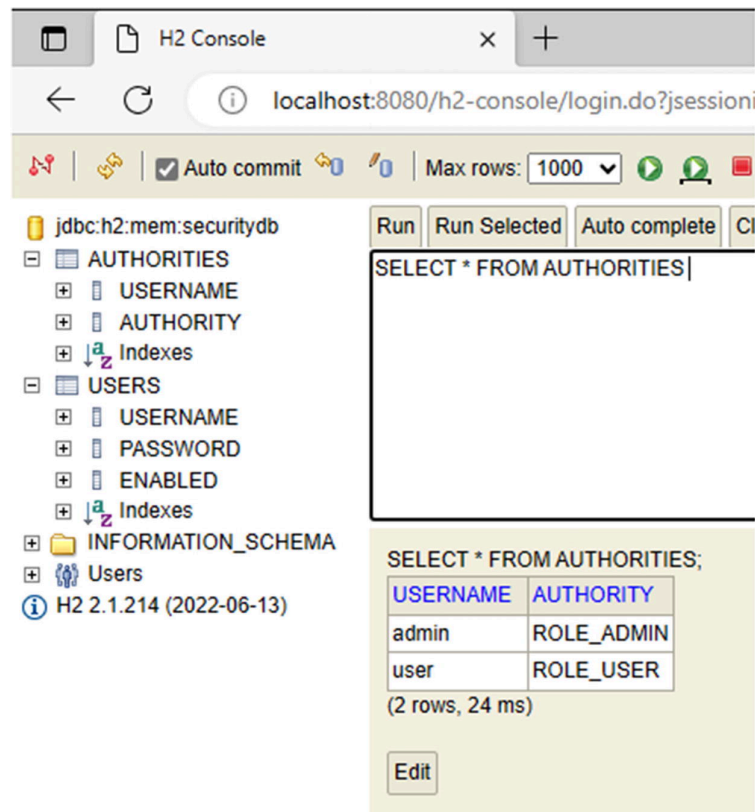 H2 Console
localhost:8080/h2-console/login.do?jsessioni
Auto commit
Max rows: 1000
jdbc:h2:mem:securitydb
AUTHORITIES
USERNAME
AUTHORITY
Indexes
USERS
USERNAME
PASSWORD
ENABLED
Indexes
INFORMATION_SCHEMA
Users
H2 2.1.214 (2022-06-13)
Run Run Selected Auto complete Cl
SELECT * FROM AUTHORITIES
SELECT * FROM AUTHORITIES;
USERNAME AUTHORITY
admin ROLE_ADMIN
user ROLE_USER
(2 rows, 24 ms)
Edit